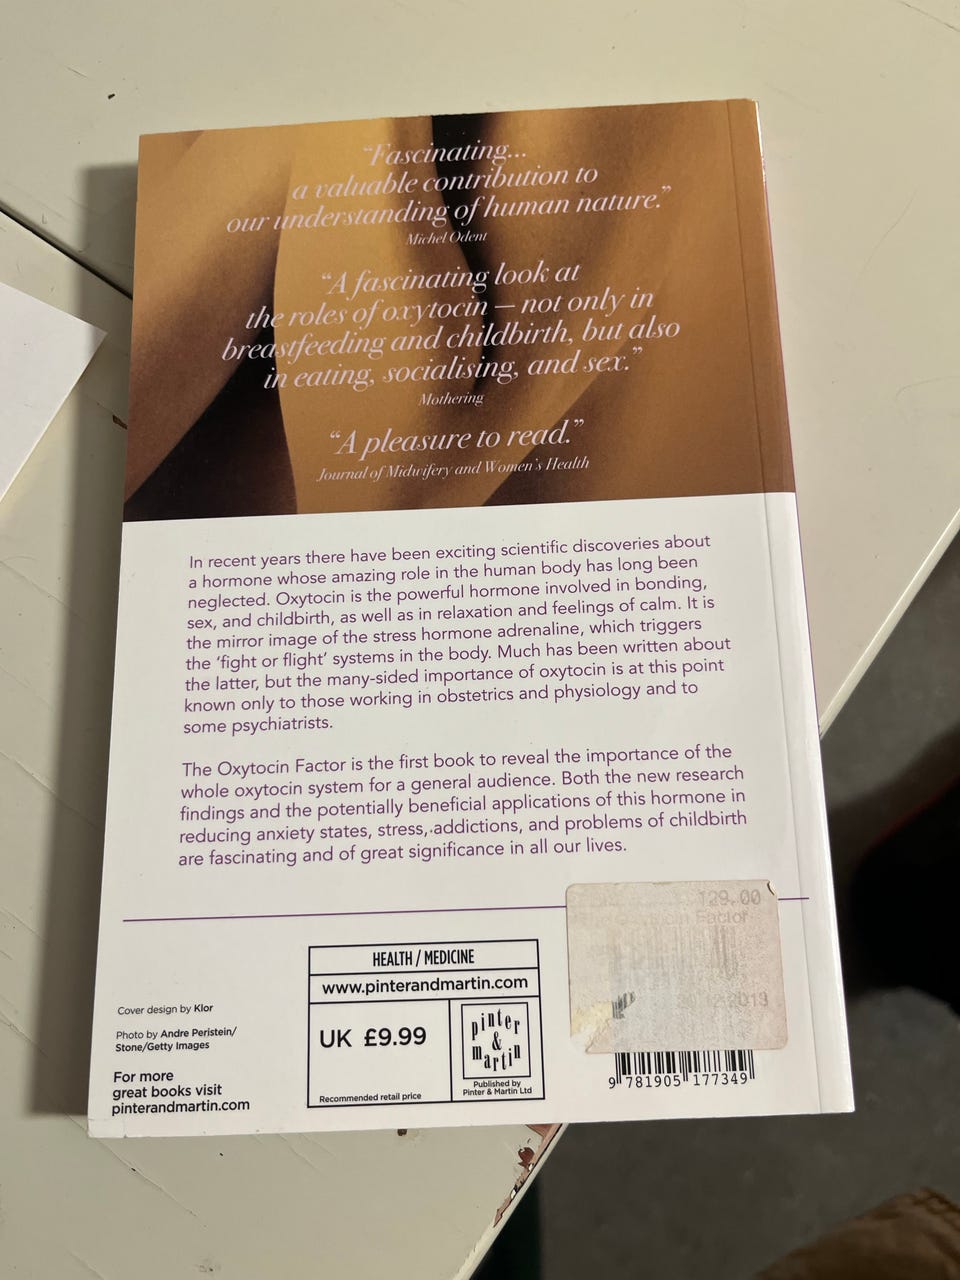 “Fascinating...
a valuable contribution to
our understanding of human nature.”
Michel Odent
“A fascinating look at
the roles of oxytocin — not only in
breastfeeding and childbirth, but also
in eating, socialising, and sex.”
Mothering
“A pleasure to read.”
Journal of Midwifery and Women’s Health
In recent years there have been exciting scientific discoveries about
a hormone whose amazing role in the human body has long been
neglected. Oxytocin is the powerful hormone involved in bonding,
sex, and childbirth, as well as in relaxation and feelings of calm. It is
the mirror image of the stress hormone adrenaline, which triggers
the ‘fight or flight’ systems in the body. Much has been written about
the latter, but the many-sided importance of oxytocin is at this point
known only to those working in obstetrics and physiology and to
some psychiatrists.
The Oxytocin Factor is the first book to reveal the importance of the
whole oxytocin system for a general audience. Both the new research
findings and the potentially beneficial applications of this hormone in
reducing anxiety states, stress, addictions, and problems of childbirth
are fascinating and of great significance in all our lives.
129.00
Oxytocin Factor
Cover design by Klor
Photo by Andre Peristein/
Stone/Getty Images
For more
great books visit
pinterandmartin.com
HEALTH / MEDICINE
www.pinterandmartin.com
UK £9.99
Recommended retail price
pinter
&
martin
Published by
Pinter & Martin Ltd
9 781905 177349